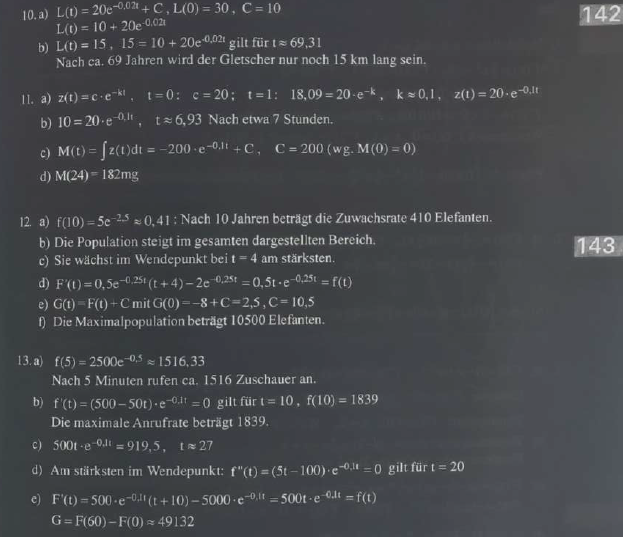 10. a) L(t) = 20e^-0,02t + C , L(0) = 30 , C = 10
142
L(t) = 10 + 20e^-0,02t
b) L(t) = 15 , 15 = 10 + 20e^-0,02t gilt für t ≈ 69,31
Nach ca. 69 Jahren wird der Gletscher nur noch 15 km lang sein.
11. a) z(t) = c·e^-kt , t = 0: c = 20; t = 1: 18,09 = 20·e^-k , k ≈ 0,1, z(t) = 20·e^-0,1t
b) 10 = 20·e^-0,1t , t ≈ 6,93 Nach etwa 7 Stunden.
c) M(t) = ∫z(t)dt = −200·e^-0,1t + C , C = 200 (wg. M(0) = 0)
d) M(24) = 182mg
12. a) f(10) = 5e^-2,5 ≈ 0,41 : Nach 10 Jahren beträgt die Zuwachsrate 410 Elefanten.
b) Die Population steigt im gesamten dargestellten Bereich.
143
c) Sie wächst im Wendepunkt bei t = 4 am stärksten.
d) F'(t) = 0,5e^-0,25t (t + 4) − 2e^-0,25t = 0,5t·e^-0,25t = f(t)
e) G(t) = F(t) + C mit G(0) = −8 + C = 2,5 , C = 10,5
f) Die Maximalpopulation beträgt 10500 Elefanten.
13. a) f(5) = 2500e^-0,5 ≈ 1516,33
Nach 5 Minuten rufen ca. 1516 Zuschauer an.
b) f'(t) = (500 − 50t)·e^-0,1t = 0 gilt für t = 10 , f(10) = 1839
Die maximale Anrufrate beträgt 1839.
c) 500t·e^-0,1t = 919,5 , t ≈ 27
d) Am stärksten im Wendepunkt: f''(t) = (5t − 100)·e^-0,1t = 0 gilt für t = 20
e) F'(t) = 500·e^-0,1t (t + 10) − 5000·e^-0,1t = 500t·e^-0,1t = f(t)
G = F(60) − F(0) ≈ 49132